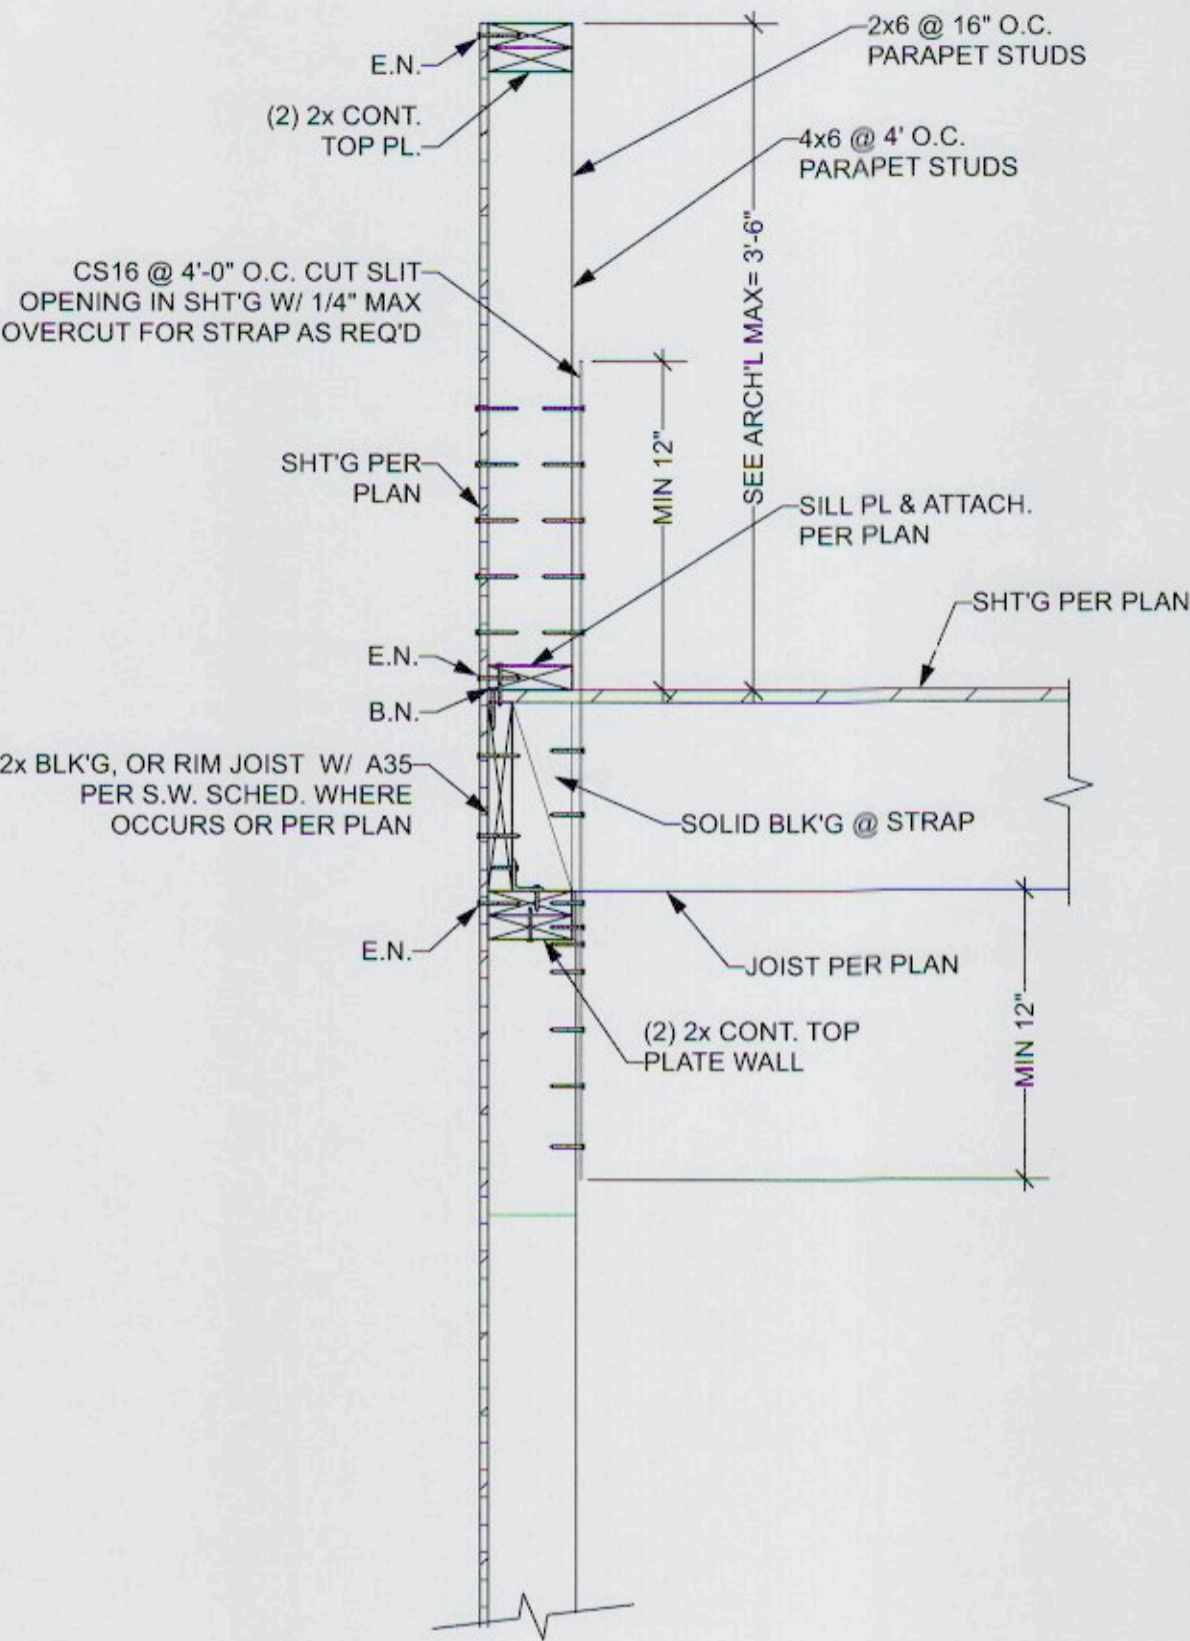 2x6 @ 16" O.C.
PARAPET STUDS
E.N.
(2) 2x CONT.
TOP PL.
4x6 @ 4' O.C.
PARAPET STUDS
CS16 @ 4'-0" O.C. CUT SLIT
OPENING IN SHT'G W/ 1/4" MAX
OVERCUT FOR STRAP AS REQ'D
SEE ARCH'L MAX= 3'-6"
MIN 12"
SHT'G PER
PLAN
SILL PL & ATTACH.
PER PLAN
SHT'G PER PLAN
E.N.
B.N.
2x BLK'G, OR RIM JOIST W/ A35
PER S.W. SCHED. WHERE
OCCURS OR PER PLAN
SOLID BLK'G @ STRAP
E.N.
JOIST PER PLAN
(2) 2x CONT. TOP
PLATE WALL
MIN 12"